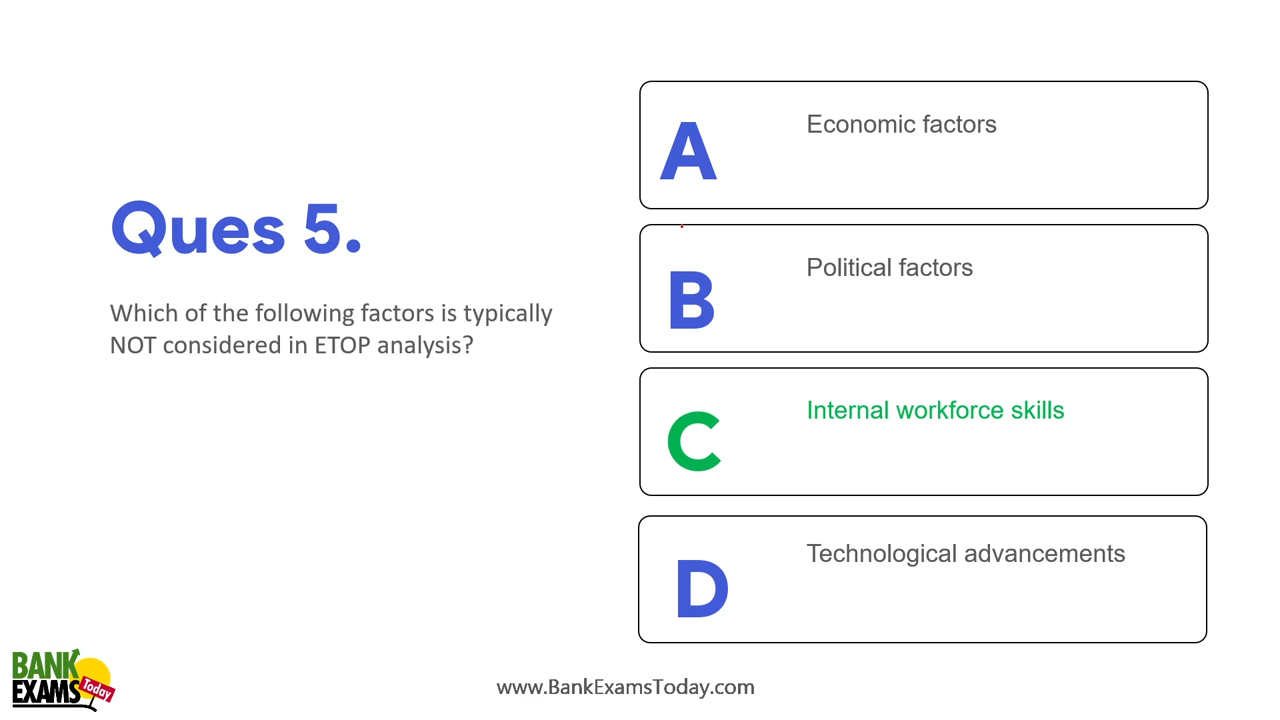 Ques 5.
Which of the following factors is typically
NOT considered in ETOP analysis?
A
Economic factors
B
Political factors
C
Internal workforce skills
D
Technological advancements
BANK
EXAMS
Today
www.BankExamsToday.com